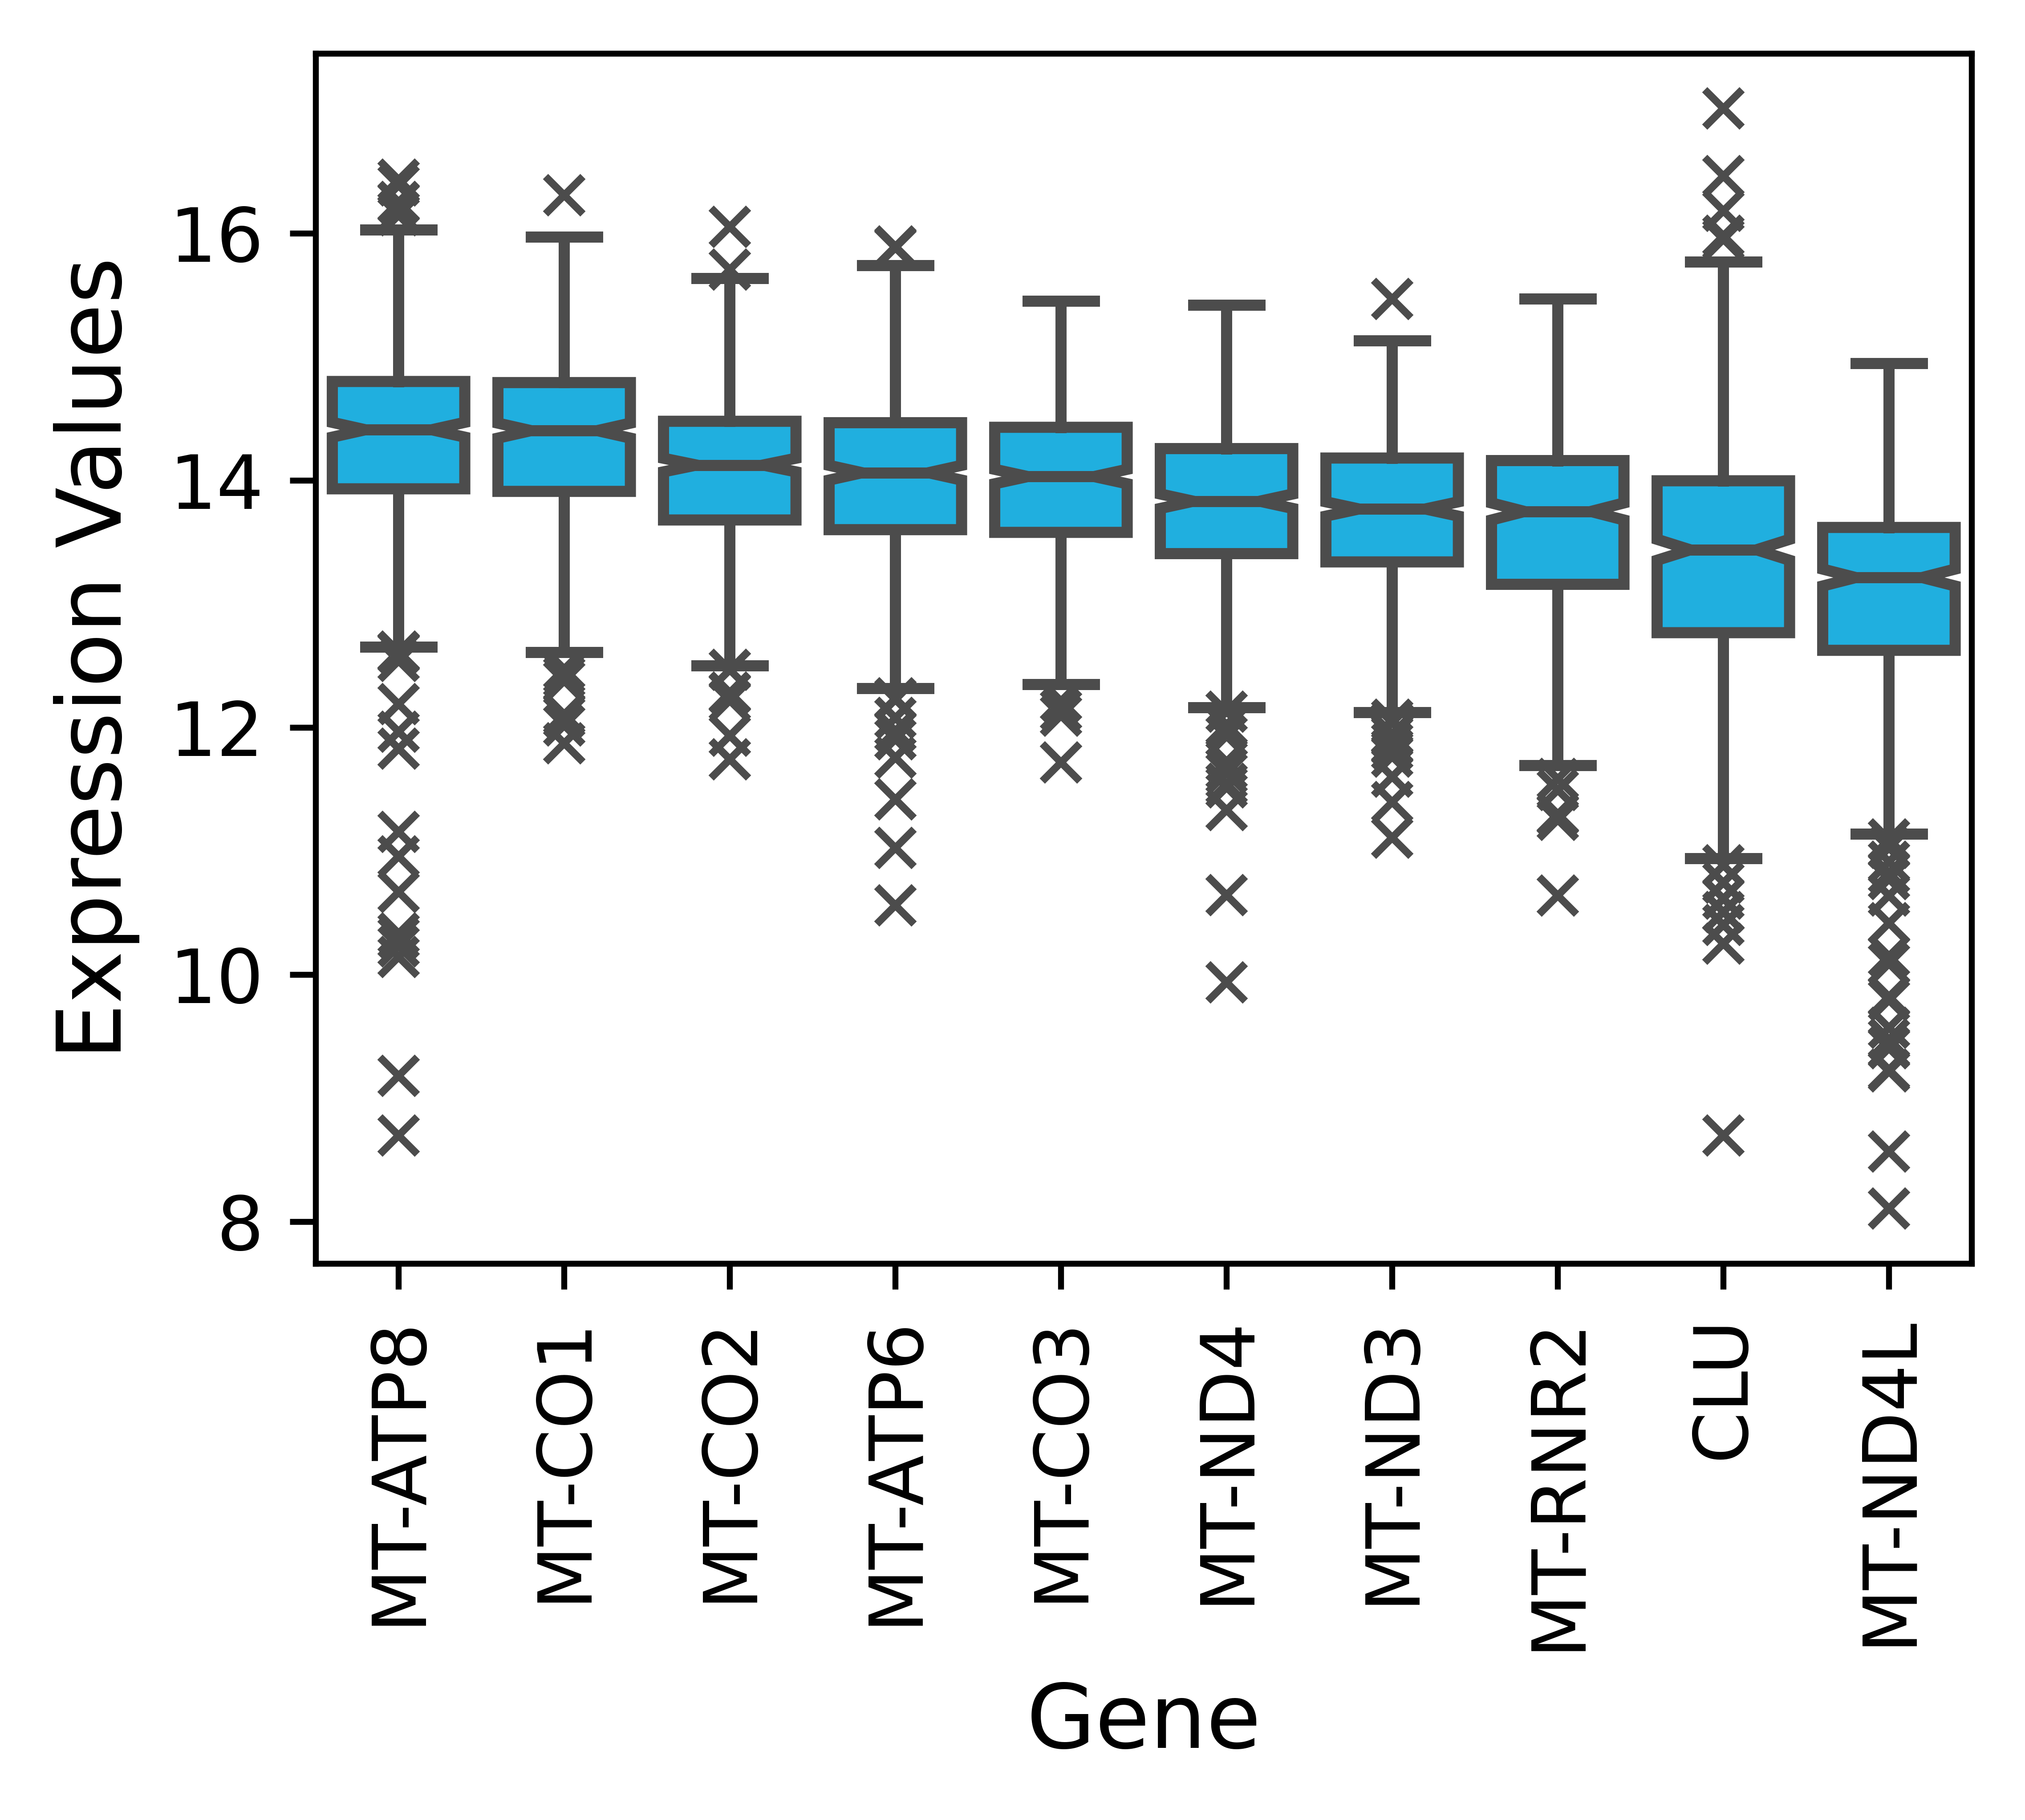 Expression Values
16
14
12
10
8
MT-ATP8
MT-CO1
MT-CO2
MT-ATP6
MT-CO3
MT-ND4
MT-ND3
MT-RNR2
CLU
MT-ND4L
Gene